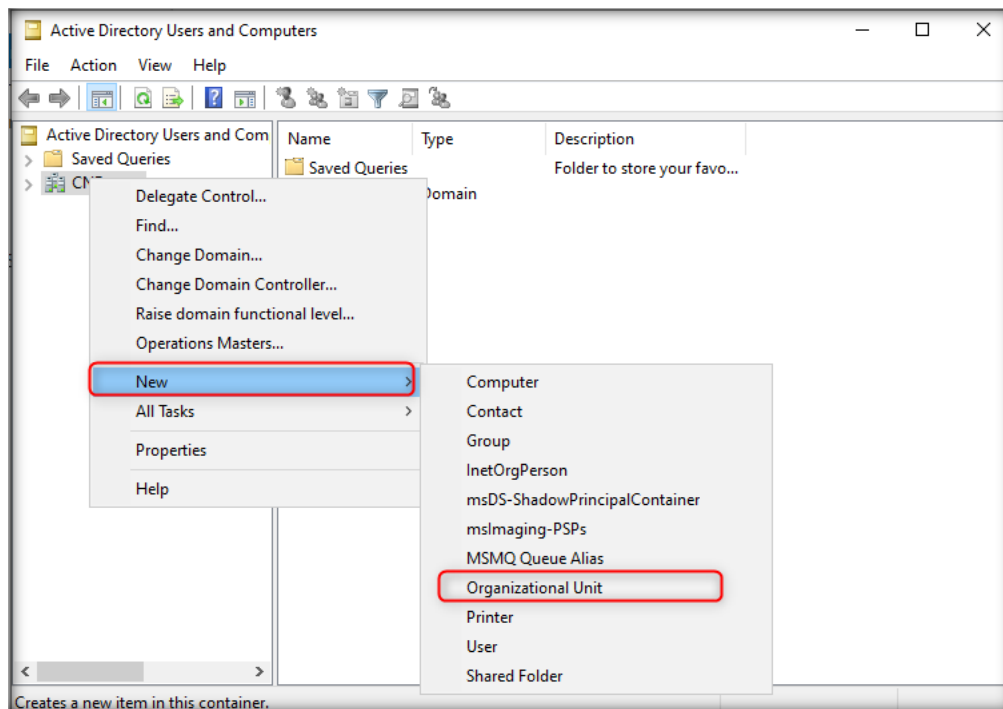 Active Directory Users and Computers
File Action View Help
Active Directory Users and Com
Saved Queries
Name Type Description
Saved Queries Folder to store your favo...
Domain
Delegate Control...
Find...
Change Domain...
Change Domain Controller...
Raise domain functional level...
Operations Masters...
New
All Tasks
Properties
Help
Computer
Contact
Group
InetOrgPerson
msDS-ShadowPrincipalContainer
msImaging-PSPs
MSMQ Queue Alias
Organizational Unit
Printer
User
Shared Folder
Creates a new item in this container.